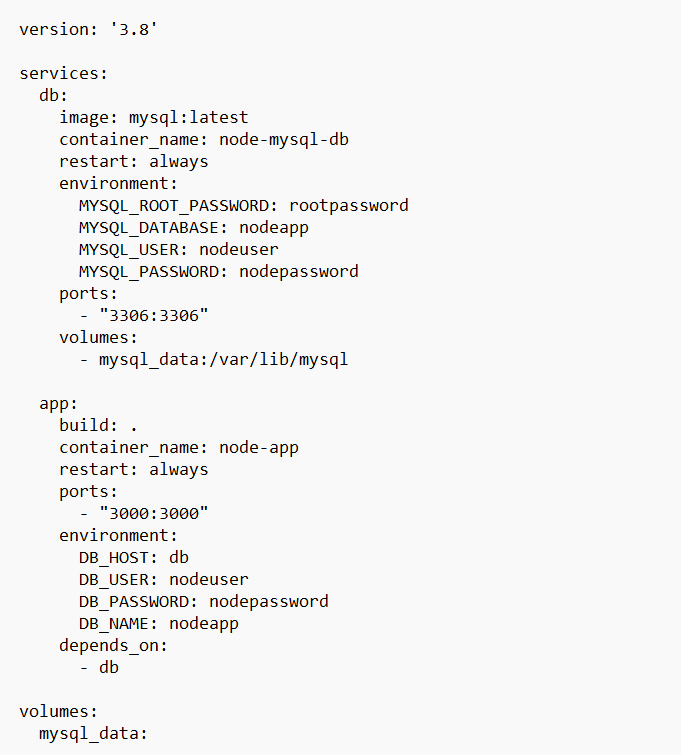 version: '3.8'

services:
  db:
    image: mysql:latest
    container_name: node-mysql-db
    restart: always
    environment:
      MYSQL_ROOT_PASSWORD: rootpassword
      MYSQL_DATABASE: nodeapp
      MYSQL_USER: nodeuser
      MYSQL_PASSWORD: nodepassword
    ports:
      - "3306:3306"
    volumes:
      - mysql_data:/var/lib/mysql

  app:
    build: .
    container_name: node-app
    restart: always
    ports:
      - "3000:3000"
    environment:
      DB_HOST: db
      DB_USER: nodeuser
      DB_PASSWORD: nodepassword
      DB_NAME: nodeapp
    depends_on:
      - db

volumes:
  mysql_data: